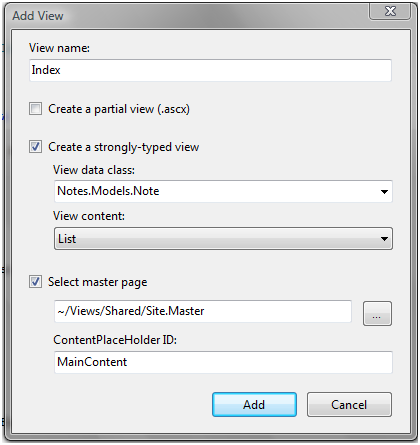 Add View
View name:
Index
Create a partial view (.ascx)
Create a strongly-typed view
View data class:
Notes.Models.Note
View content:
List
Select master page
~/Views/Shared/Site.Master
...
ContentPlaceHolder ID:
MainContent
Add Cancel